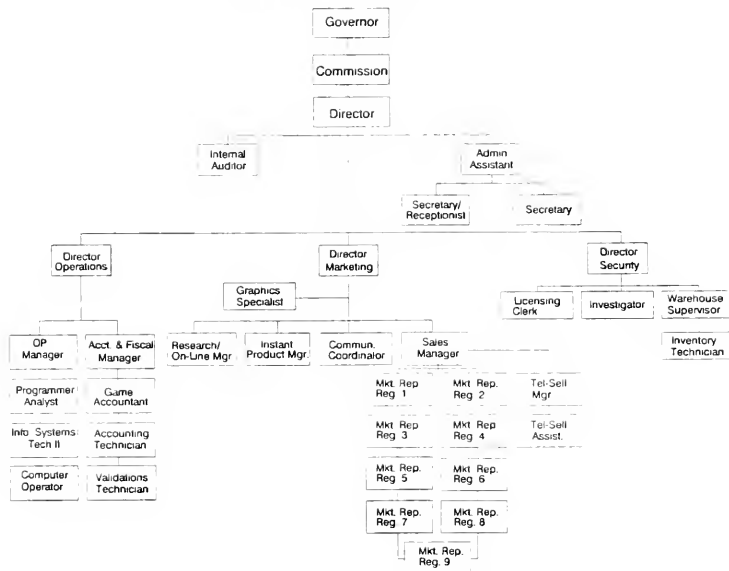 Governor
Commission
Director
Internal
Auditor
Admin
Assistant
Secretary/
Receptionist
Secretary
Director
Operations
Director
Marketing
Director
Security
Graphics
Specialist
Licensing
Clerk
Investigator
Warehouse
Supervisor
OP
Manager
Acct. & Fiscal
Manager
Research/
On-Line Mgr.
Instant
Product Mgr.
Commun.
Coordinator
Sales
Manager
Inventory
Technician
Programmer
Analyst
Game
Accountant
Mkt Rep
Reg 1
Mkt Rep.
Reg 2
Tel-Sell
Mgr
Info Systems
Tech II
Accounting
Technician
Mkt Rep.
Reg 3
Mkt Rep.
Reg 4
Tel-Sell
Assist.
Computer
Operator
Validations
Technician
Mkt. Rep.
Reg 5
Mkt. Rep.
Reg. 6
Mkt. Rep.
Reg. 7
Mkt. Rep.
Reg. 8
Mkt. Rep.
Reg. 9